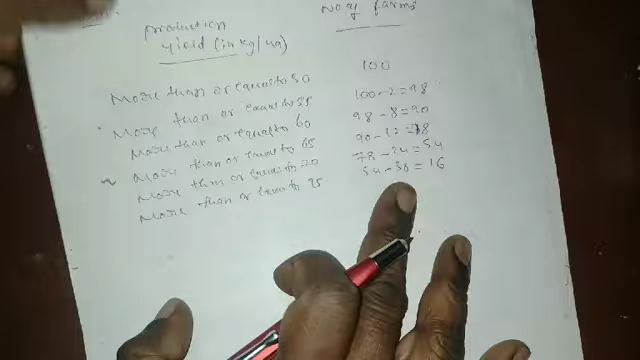 production No of farms
yield (in kg/ha)
More than or equal to 50 100
More than or equal to 55 100-2=98
More than or equal to 60 98-8=90
More than or equal to 65 90-12=78
More than or equal to 70 78-24=54
More than or equal to 95 54-38=16